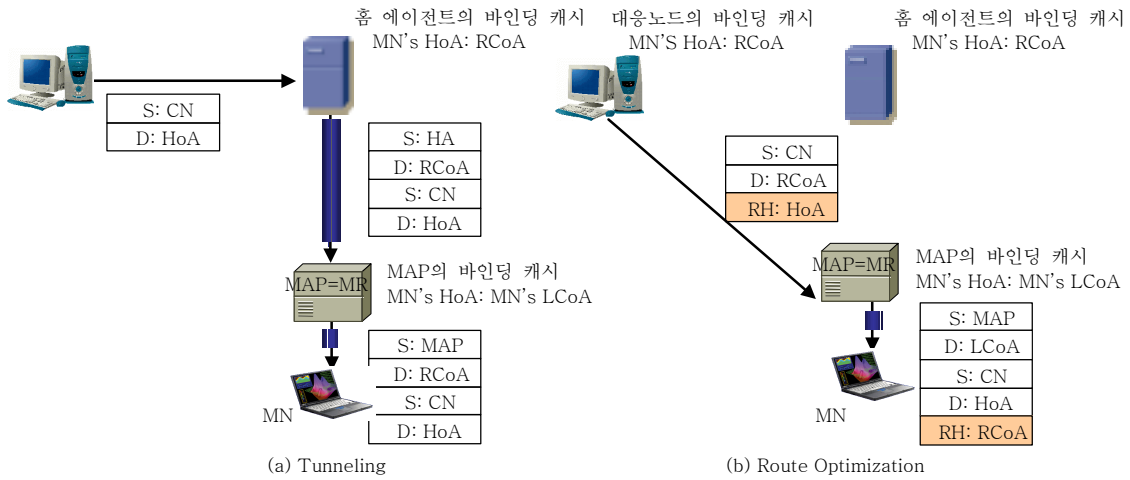 홈 에이전트의 바인딩 캐시
MN's HoA: RCoA
S: CN
D: HoA
S: HA
D: RCoA
S: CN
D: HoA
MAP=MR
MAP의 바인딩 캐시
MN's HoA: MN's LCoA
S: MAP
D: RCoA
S: CN
D: HoA
MN
(a) Tunneling
대응노드의 바인딩 캐시
MN'S HoA: RCoA
홈 에이전트의 바인딩 캐시
MN's HoA: RCoA
S: CN
D: RCoA
RH: HoA
MAP=MR
MAP의 바인딩 캐시
MN's HoA: MN's LCoA
S: MAP
D: LCoA
S: CN
D: HoA
RH: RCoA
MN
(b) Route Optimization